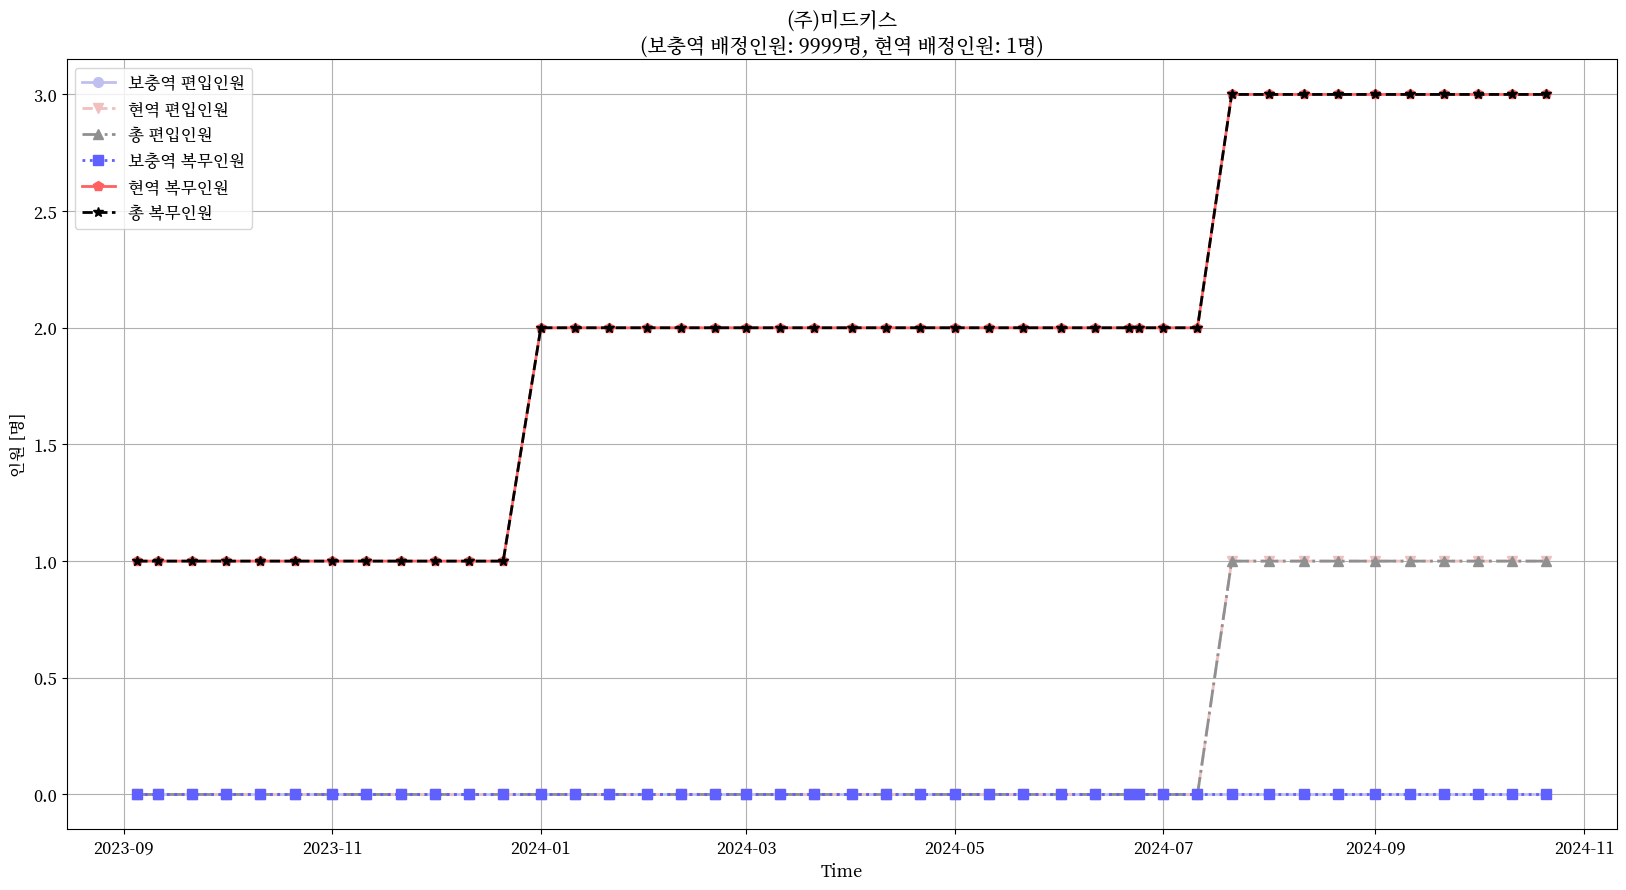 (주)미드키스
(보충역 배정인원: 9999명, 현역 배정인원: 1명)
보충역 편입인원
현역 편입인원
총 편입인원
보충역 복무인원
현역 복무인원
총 복무인원
인원 [명]
3.0
2.5
2.0
1.5
1.0
0.5
0.0
2023-09
2023-11
2024-01
2024-03
2024-05
2024-07
2024-09
2024-11
Time